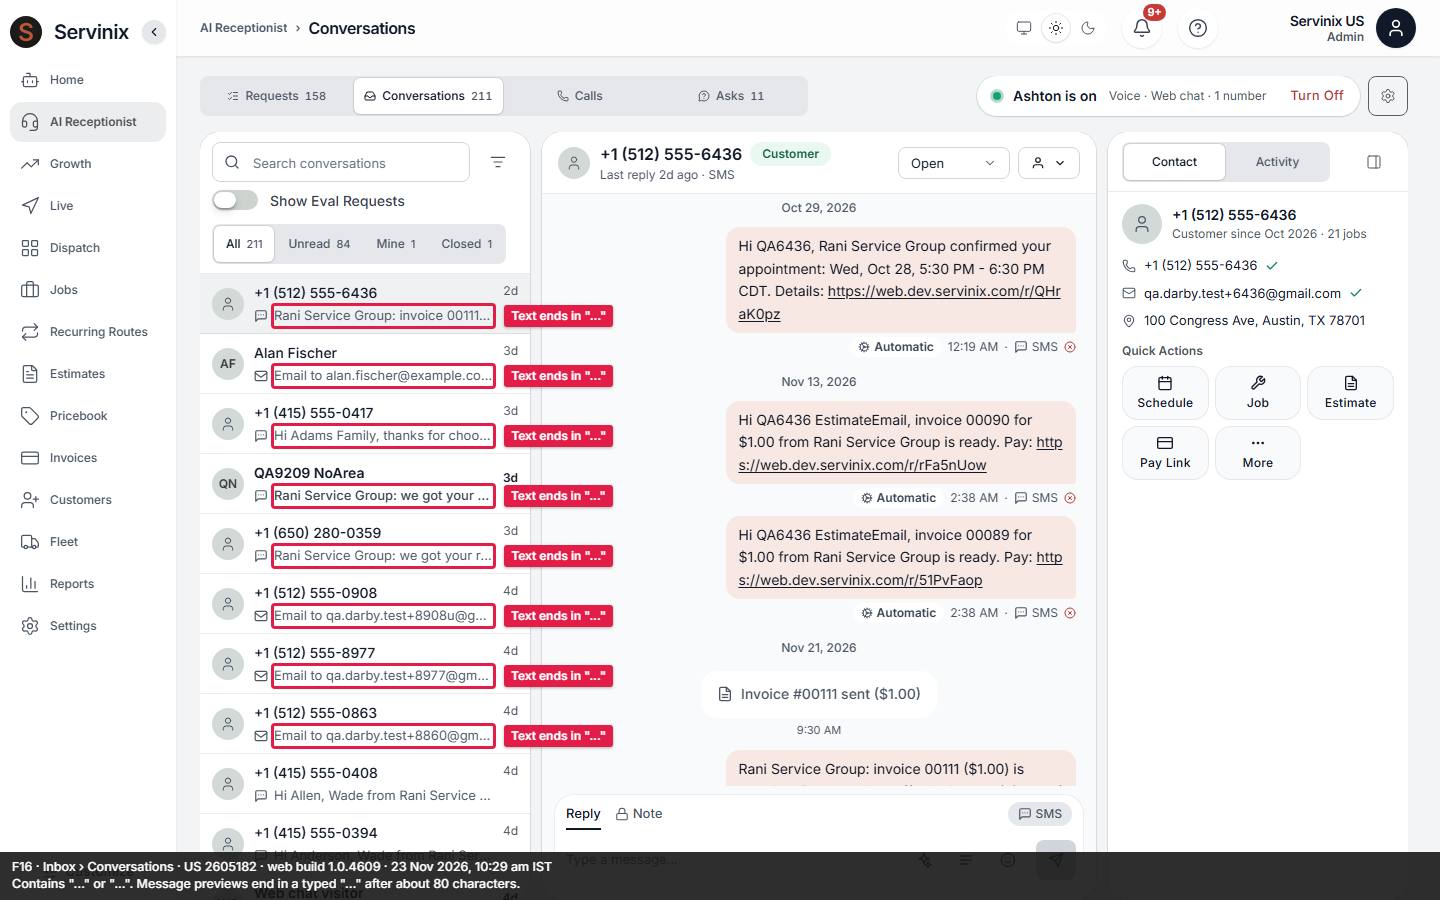 Servinix
Home
AI Receptionist
Growth
Live
Dispatch
Jobs
Recurring Routes
Estimates
Pricebook
Invoices
Customers
Fleet
Reports
Settings
AI Receptionist › Conversations
9+
Servinix US
Admin
Requests 158
Conversations 211
Calls
Asks 11
Ashton is on Voice · Web chat · 1 number Turn Off
Search conversations
Show Eval Requests
All 211
Unread 84
Mine 1
Closed 1
+1 (512) 555-6436 2d
Rani Service Group: invoice 00111... Text ends in "..."
Alan Fischer 3d
AF
Email to alan.fischer@example.co... Text ends in "..."
+1 (415) 555-0417 3d
Hi Adams Family, thanks for choo... Text ends in "..."
QA9209 NoArea 3d
QN
Rani Service Group: we got your ... Text ends in "..."
+1 (650) 280-0359 3d
Rani Service Group: we got your r... Text ends in "..."
+1 (512) 555-0908 4d
Email to qa.darby.test+8908u@g... Text ends in "..."
+1 (512) 555-8977 4d
Email to qa.darby.test+8977@gm... Text ends in "..."
+1 (512) 555-0863 4d
Email to qa.darby.test+8860@gm... Text ends in "..."
+1 (415) 555-0408 4d
Hi Allen, Wade from Rani Service ...
+1 (415) 555-0394 4d
Hi Anderson, Wade from Rani Ser...
Web chat visitor 4d
+1 (512) 555-6436 Customer
Last reply 2d ago · SMS
Open
Oct 29, 2026
Hi QA6436, Rani Service Group confirmed your
appointment: Wed, Oct 28, 5:30 PM - 6:30 PM
CDT. Details: https://web.dev.servinix.com/r/QHr
aK0pz
Automatic 12:19 AM · SMS
Nov 13, 2026
Hi QA6436 EstimateEmail, invoice 00090 for
$1.00 from Rani Service Group is ready. Pay: http
s://web.dev.servinix.com/r/rFa5nUow
Automatic 2:38 AM · SMS
Hi QA6436 EstimateEmail, invoice 00089 for
$1.00 from Rani Service Group is ready. Pay: http
s://web.dev.servinix.com/r/51PvFaop
Automatic 2:38 AM · SMS
Nov 21, 2026
Invoice #00111 sent ($1.00)
9:30 AM
Rani Service Group: invoice 00111 ($1.00) is
Reply
Note
SMS
Type a message...
Contact
Activity
+1 (512) 555-6436
Customer since Oct 2026 · 21 jobs
+1 (512) 555-6436
qa.darby.test+6436@gmail.com
100 Congress Ave, Austin, TX 78701
Quick Actions
Schedule
Job
Estimate
Pay Link
More
F16 · Inbox › Conversations · US 2605182 · web build 1.0.4609 · 23 Nov 2026, 10:29 am IST
Contains "..." or "...". Message previews end in a typed "..." after about 80 characters.